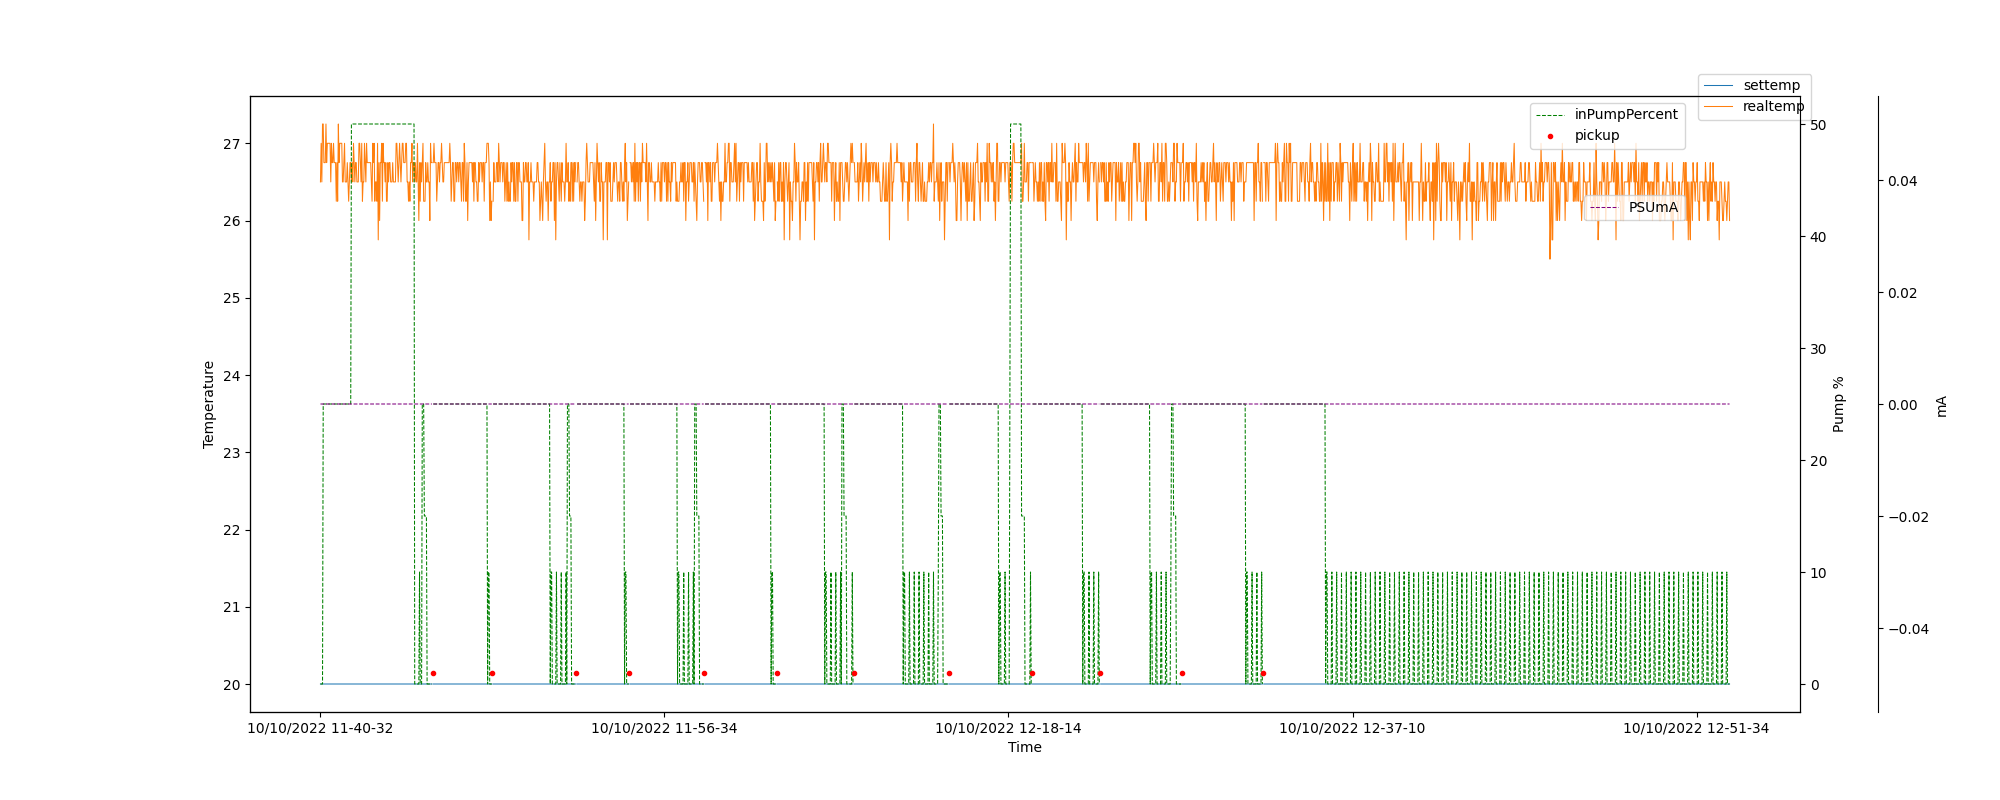 settemp
realtemp
inPumpPercent
pickup
PSUmA
27
26
25
24
23
22
21
20
Temperature
50
40
30
20
10
0
Pump %
0.04
0.02
0.00
−0.02
−0.04
mA
10/10/2022 11-40-32
10/10/2022 11-56-34
10/10/2022 12-18-14
10/10/2022 12-37-10
10/10/2022 12-51-34
Time